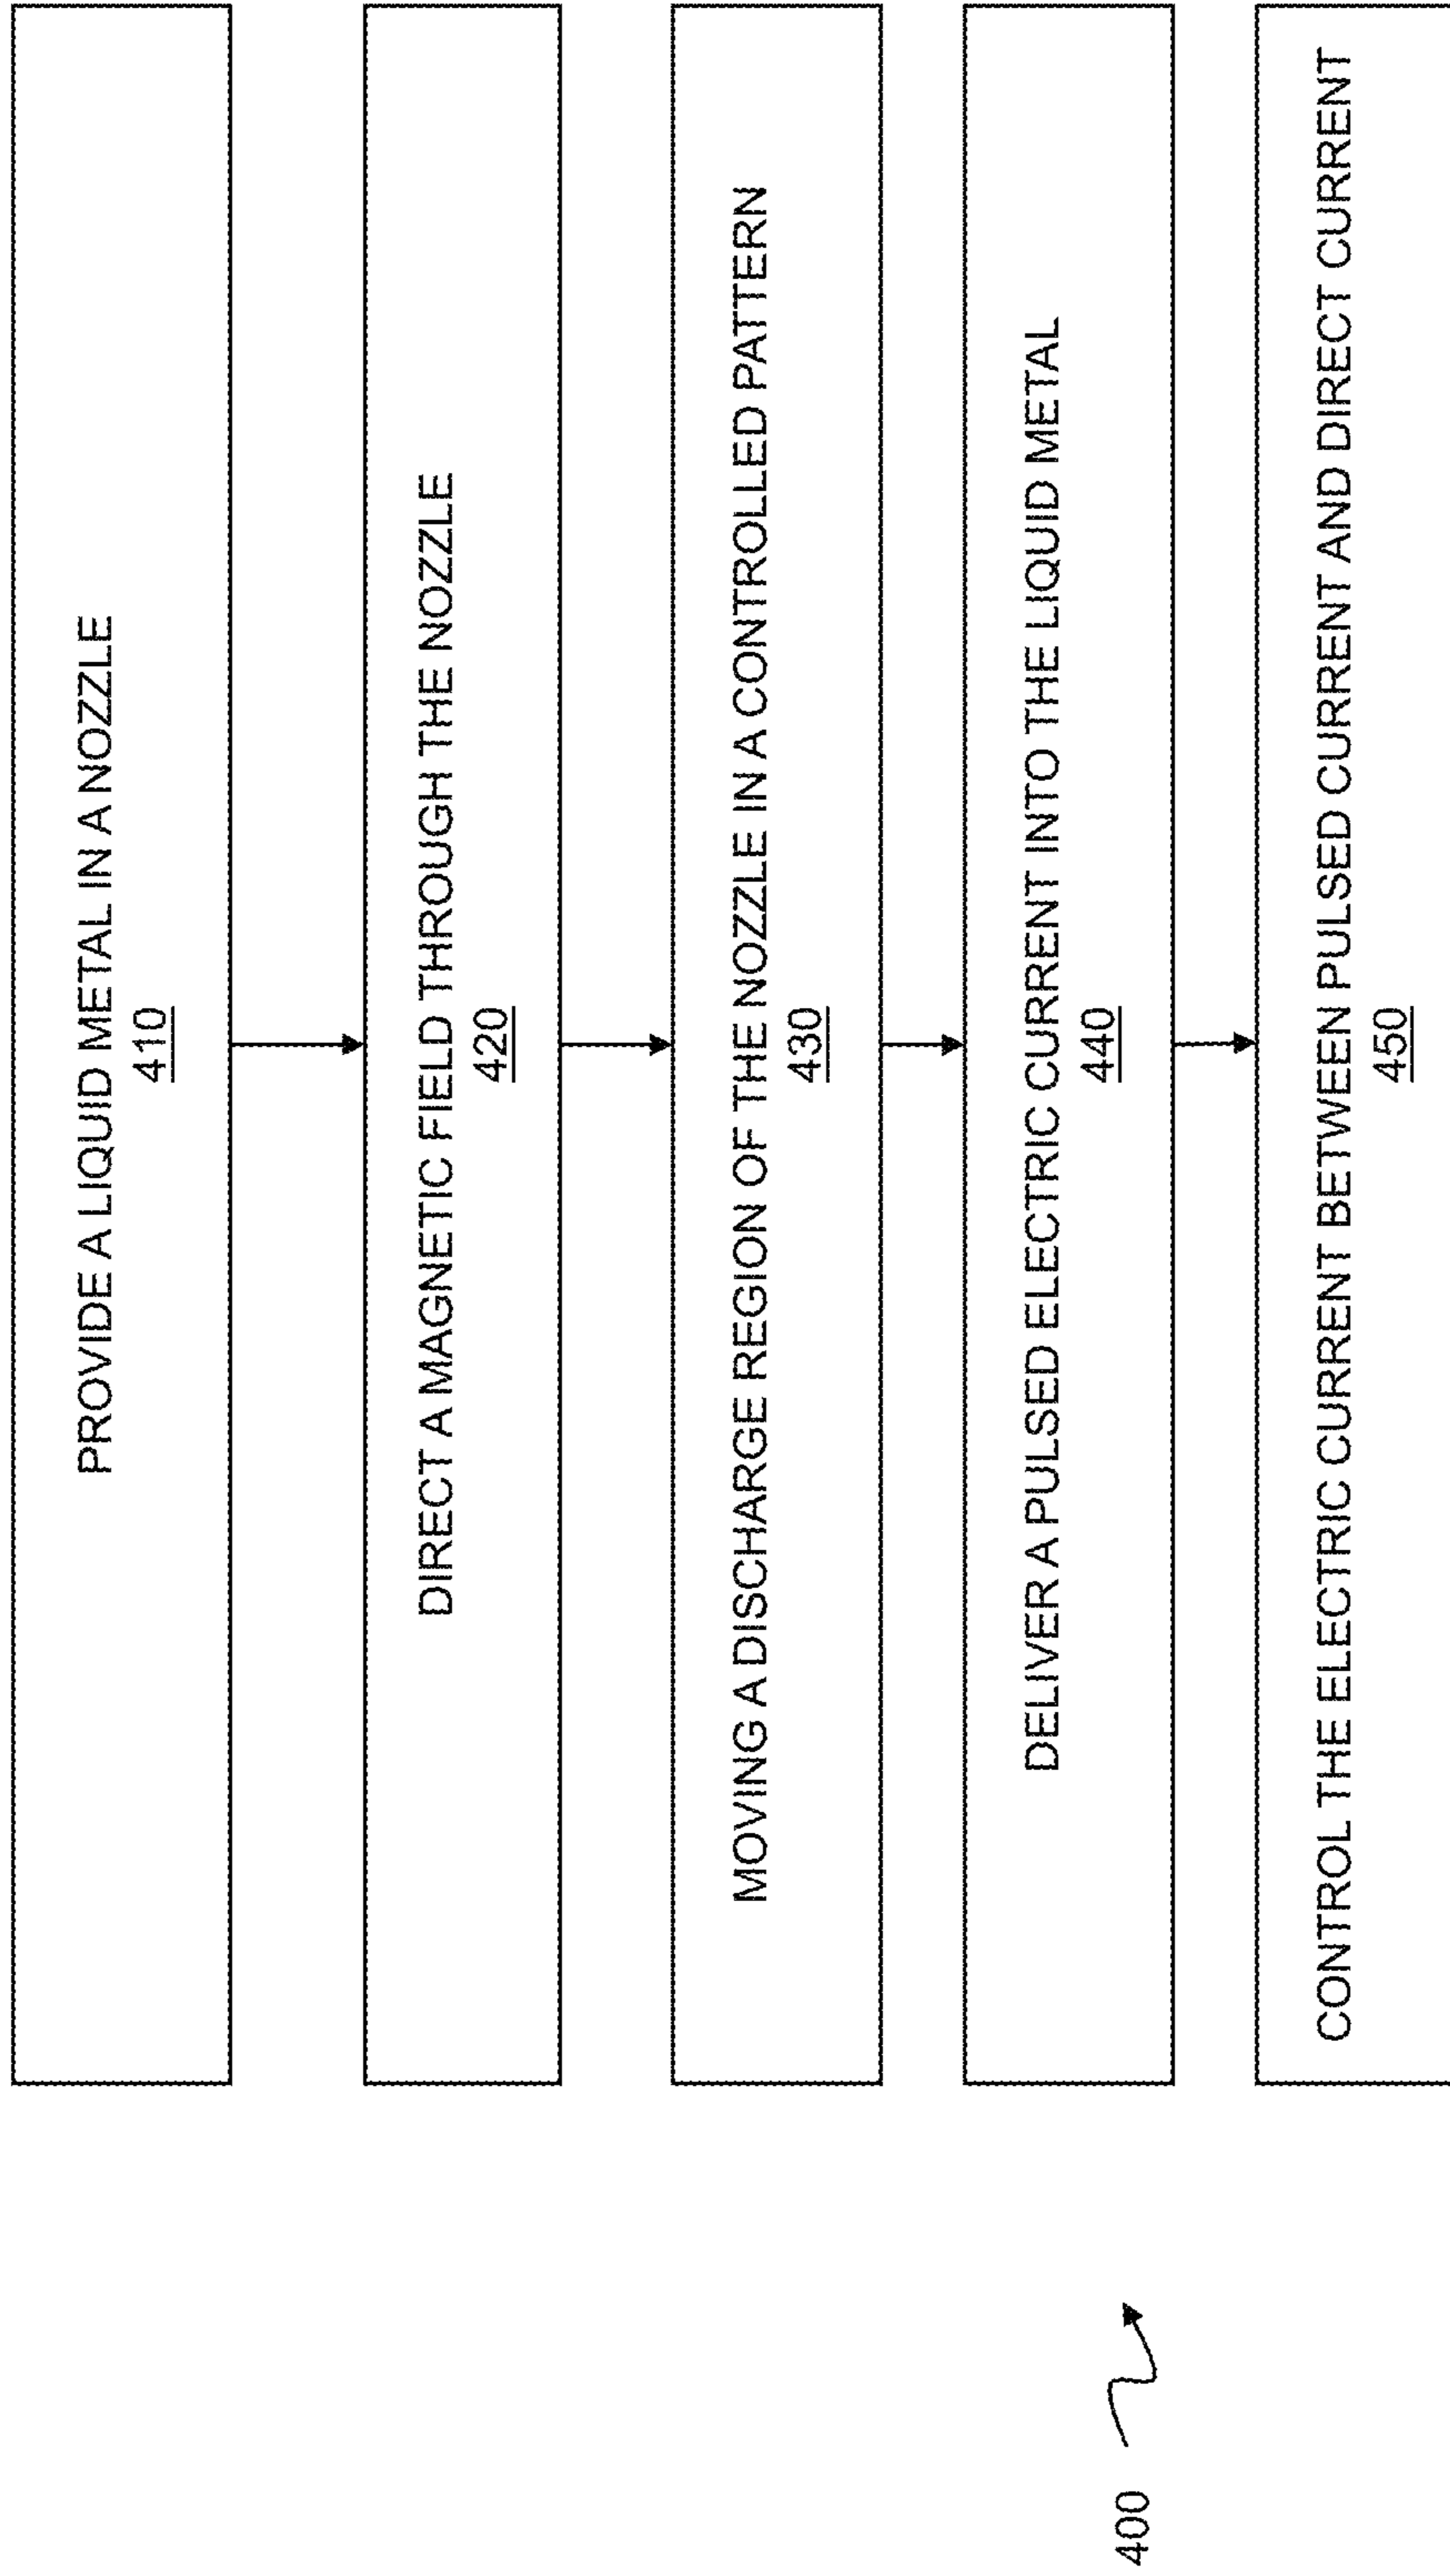 PROVIDE A LIQUID METAL IN A NOZZLE
410
DIRECT A MAGNETIC FIELD THROUGH THE NOZZLE
420
MOVING A DISCHARGE REGION OF THE NOZZLE IN A CONTROLLED PATTERN
430
DELIVER A PULSED ELECTRIC CURRENT INTO THE LIQUID METAL
440
CONTROL THE ELECTRIC CURRENT BETWEEN PULSED CURRENT AND DIRECT CURRENT
450
400